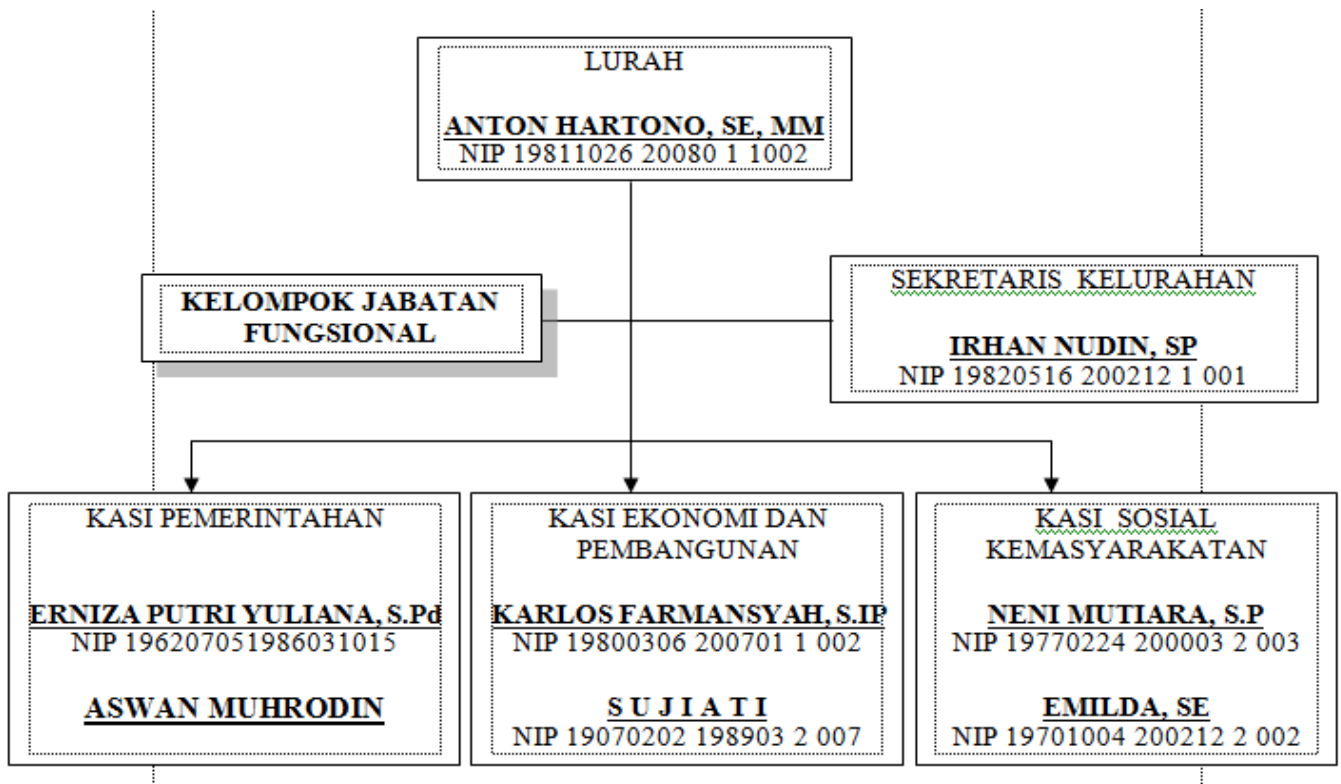 LURAH
ANTON HARTONO, SE, MM
NIP 19811026 20080 1 1002
KELOMPOK JABATAN
FUNGSIONAL
SEKRETARIS KELURAHAN
IRHAN NUDIN, SP
NIP 19820516 200212 1 001
KASI PEMERINTAHAN
ERNIZA PUTRI YULIANA, S.Pd
NIP 196207051986031015
ASWAN MUHRODIN
KASI EKONOMI DAN
PEMBANGUNAN
KARLOS FARMANSYAH, S.IP
NIP 19800306 200701 1 002
S U J I A T I
NIP 19070202 198903 2 007
KASI SOSIAL
KEMASYARAKATAN
NENI MUTIARA, S.P
NIP 19770224 200003 2 003
EMILDA, SE
NIP 19701004 200212 2 002